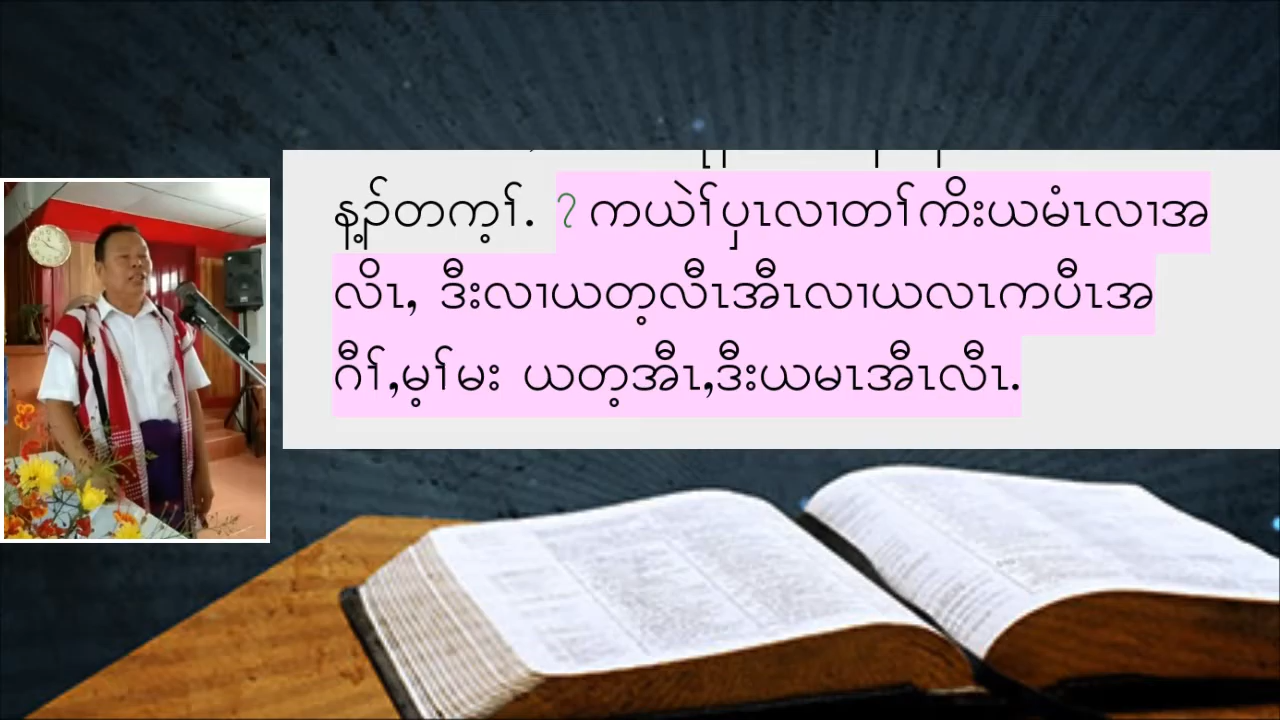 န့ၣ်တက့ၢ်. ၇ ကယဲၢ်ပှၤလၢတၢ်ကိးယမံၤလၢအ
လိၤ, ဒီးလၢယတ့လီၤအီၤလၢယလၤကပီၤအ
ဂီၢ်,မ့ၢ်မး ယတ့အီၤ,ဒီးယမၤအီၤလီၤ.